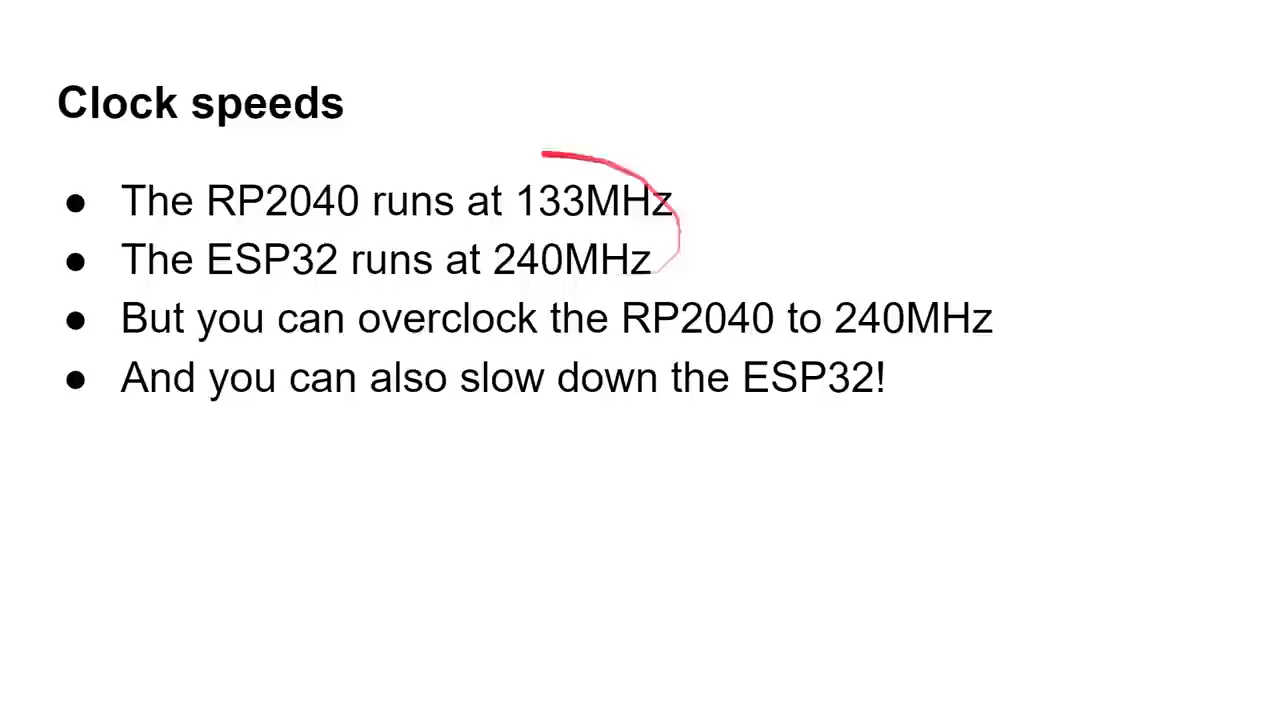 Clock speeds
● The RP2040 runs at 133MHz
● The ESP32 runs at 240MHz
● But you can overclock the RP2040 to 240MHz
● And you can also slow down the ESP32!